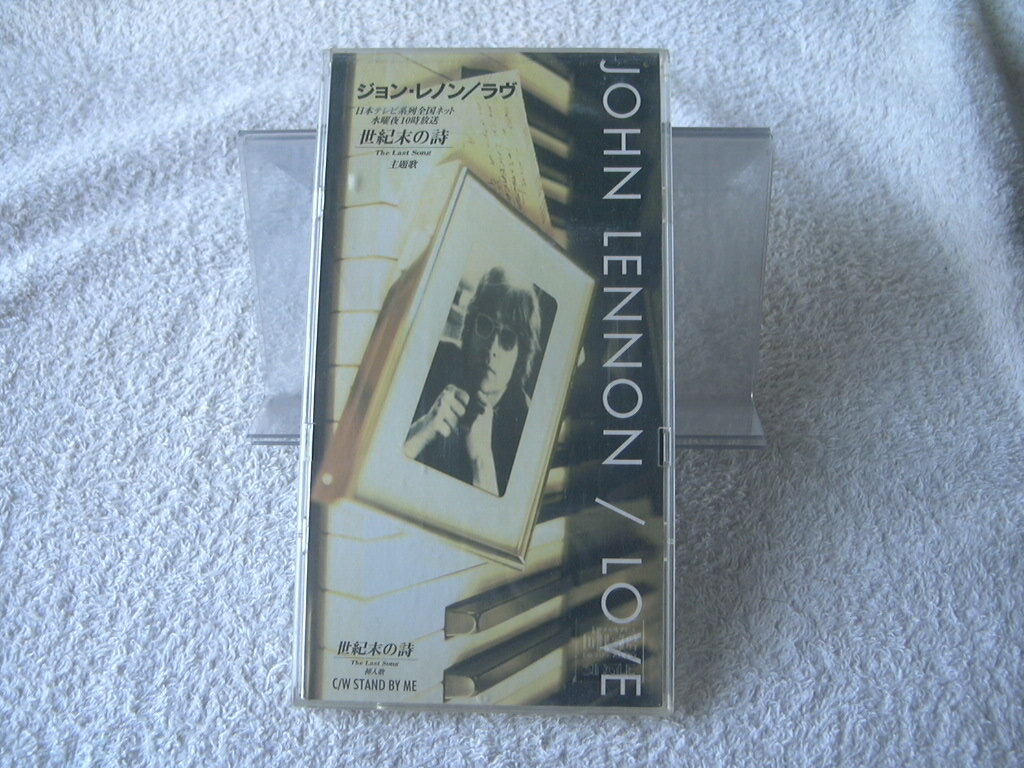 ジョン・レノン/ラヴ
日本テレビ系列全国ネット
水曜夜10時放送
世紀末の詩
The Last Song
主題歌
JOHN LENNON / LOVE
世紀末の詩
The Last Song
挿入歌
C/W STAND BY ME